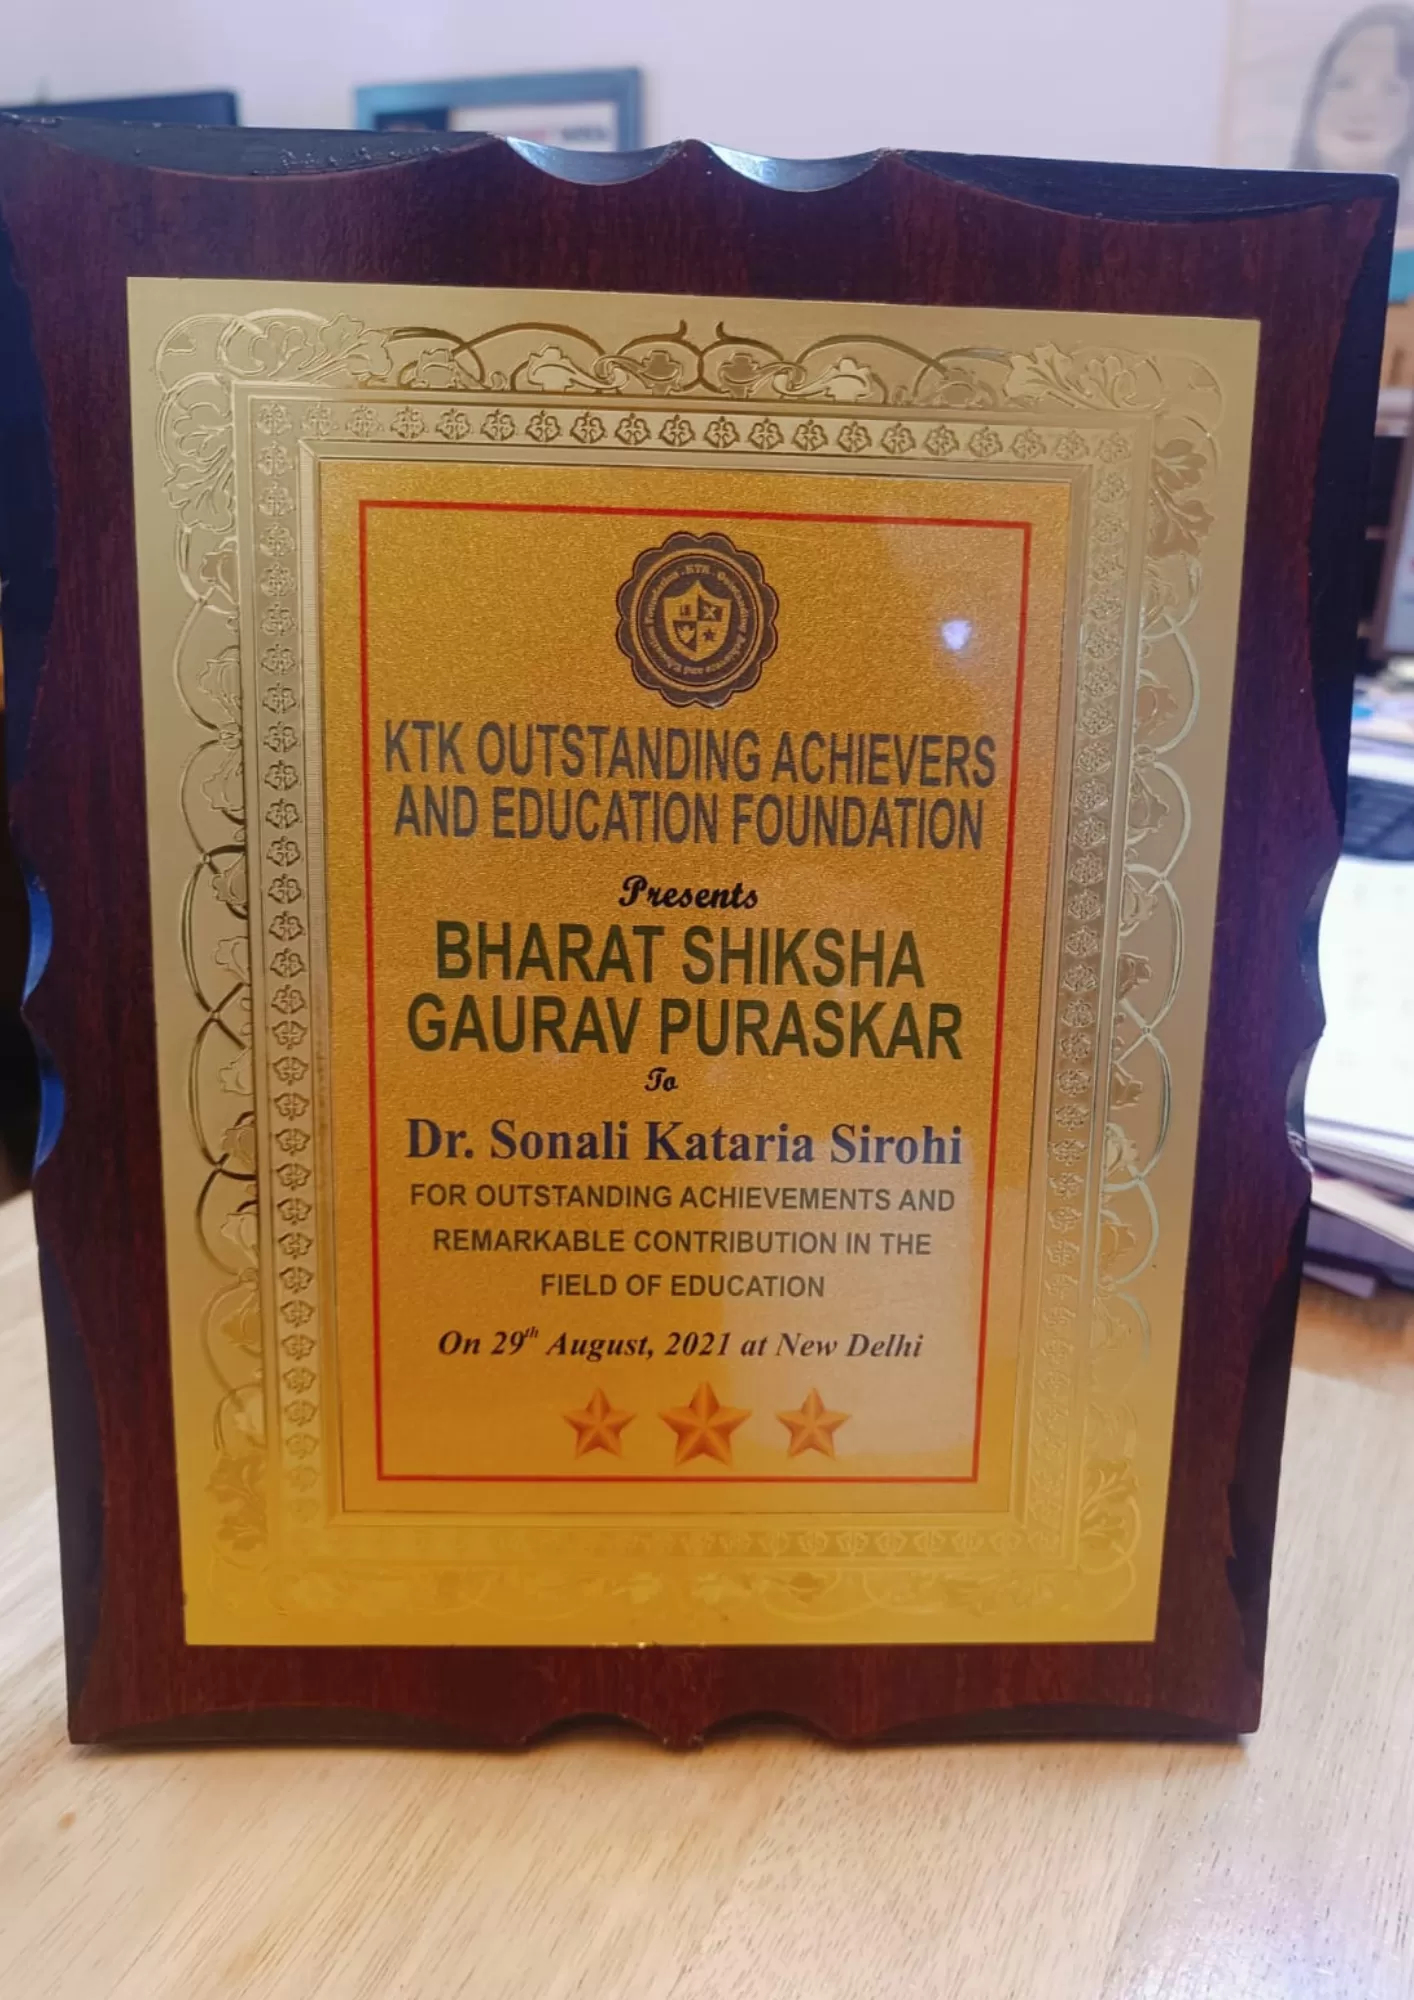 KTK OUTSTANDING ACHIEVERS
AND EDUCATION FOUNDATION
Presents
BHARAT SHIKSHA
GAURAV PURASKAR
To
Dr. Sonali Kataria Sirohi
FOR OUTSTANDING ACHIEVEMENTS AND
REMARKABLE CONTRIBUTION IN THE
FIELD OF EDUCATION
On 29th August, 2021 at New Delhi